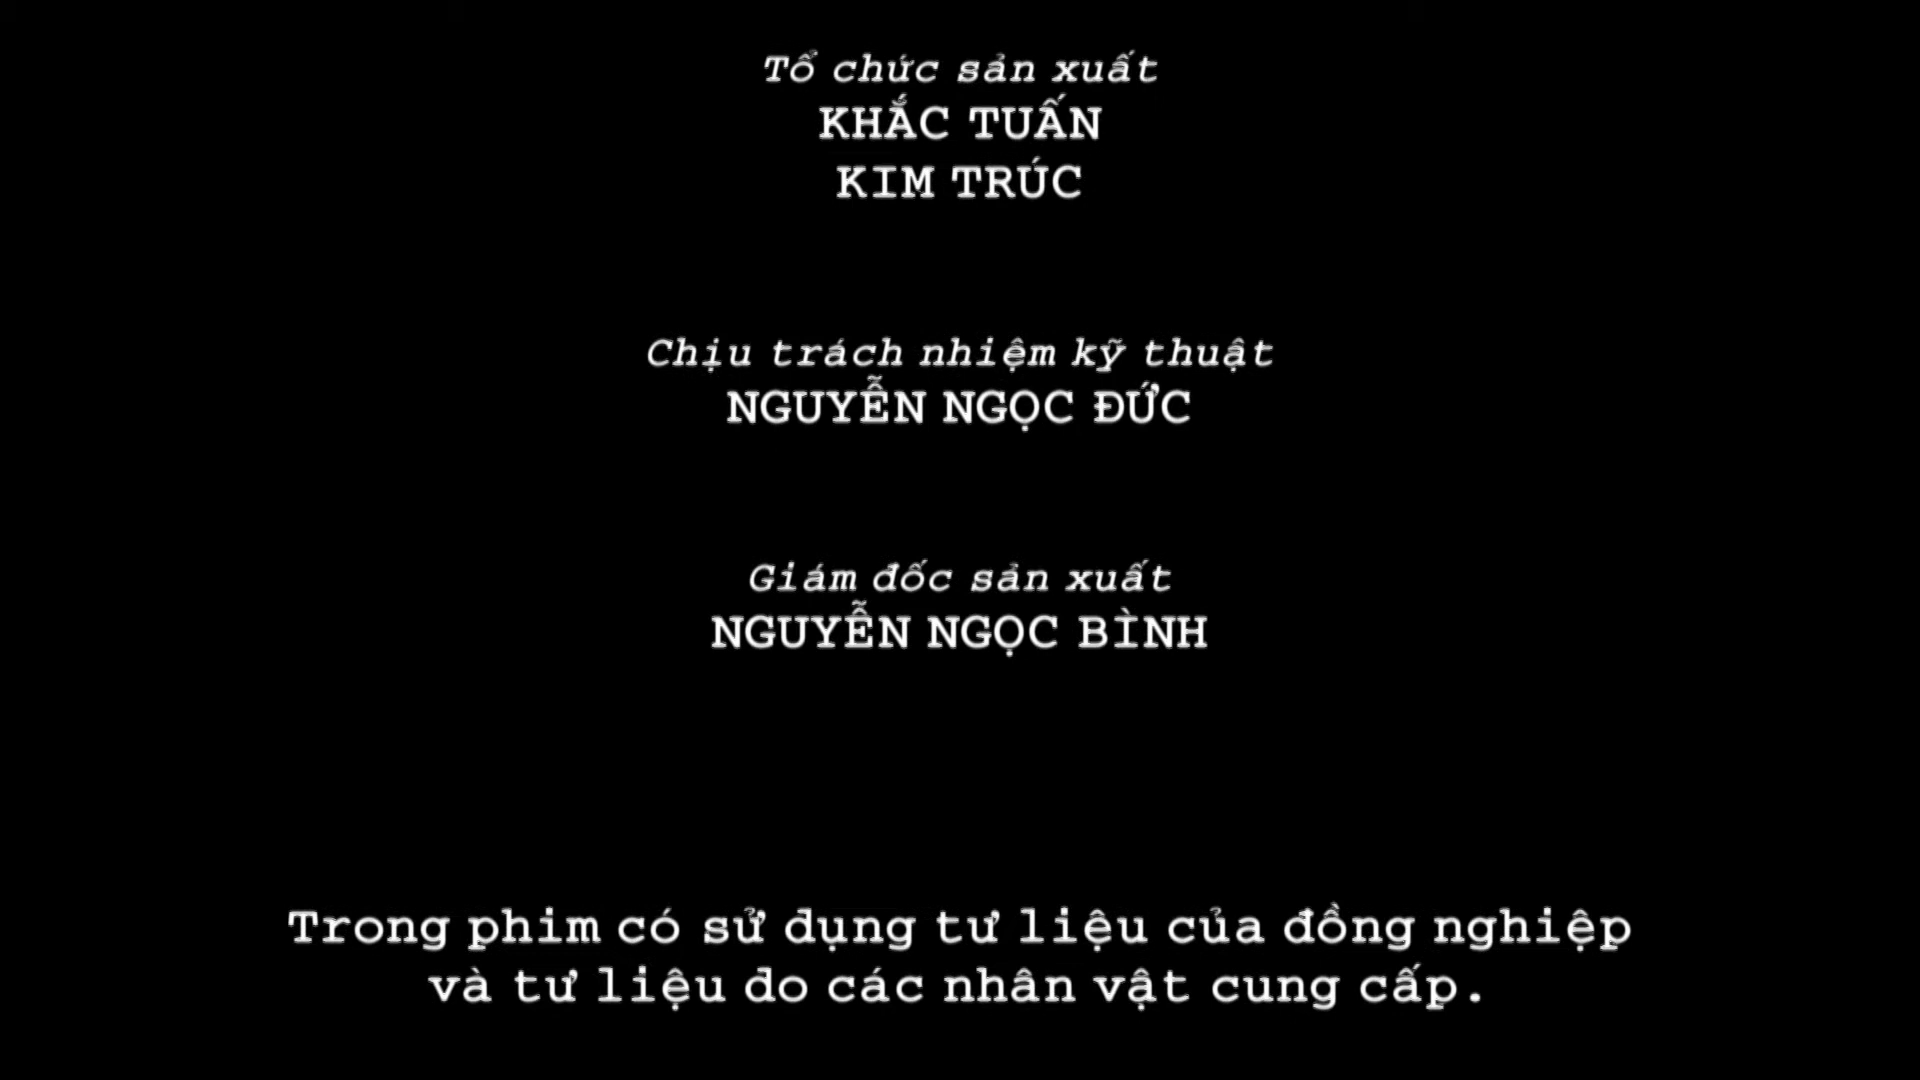 Tổ chức sản xuất
KHẮC TUẤN
KIM TRÚC
Chịu trách nhiệm kỹ thuật
NGUYỄN NGỌC ĐỨC
Giám đốc sản xuất
NGUYỄN NGỌC BÌNH
Trong phim có sử dụng tư liệu của đồng nghiệp
và tư liệu do các nhân vật cung cấp.